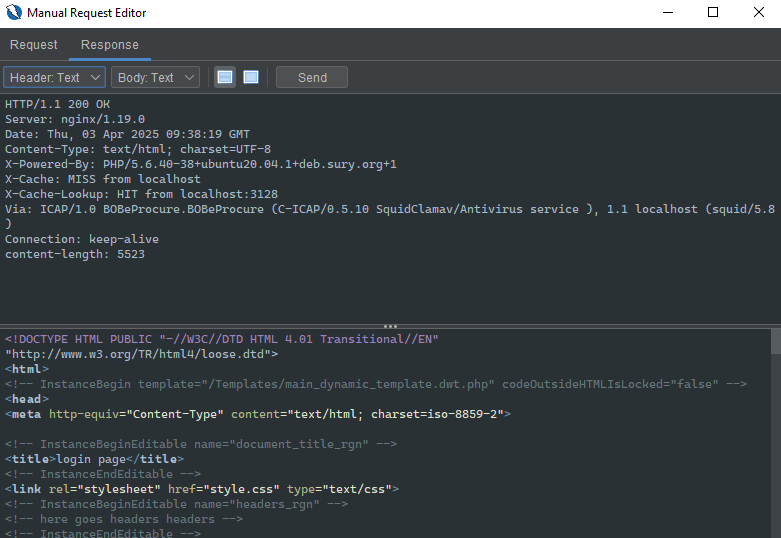 Manual Request Editor
Request Response
Header: Text Body: Text Send
HTTP/1.1 200 OK
Server: nginx/1.19.0
Date: Thu, 03 Apr 2025 09:38:19 GMT
Content-Type: text/html; charset=UTF-8
X-Powered-By: PHP/5.6.40-38+ubuntu20.04.1+deb.sury.org+1
X-Cache: MISS from localhost
X-Cache-Lookup: HIT from localhost:3128
Via: ICAP/1.0 BOBeProcure.BOBeProcure (C-ICAP/0.5.10 SquidClamav/Antivirus service ), 1.1 localhost (squid/5.8
)
Connection: keep-alive
content-length: 5523
<!DOCTYPE HTML PUBLIC "-//W3C//DTD HTML 4.01 Transitional//EN"
"http://www.w3.org/TR/html4/loose.dtd">
<html>
<!-- InstanceBegin template="/Templates/main_dynamic_template.dwt.php" codeOutsideHTMLIsLocked="false" -->
<head>
<meta http-equiv="Content-Type" content="text/html; charset=iso-8859-2">
<!-- InstanceBeginEditable name="document_title_rgn" -->
<title>login page</title>
<!-- InstanceEndEditable -->
<link rel="stylesheet" href="style.css" type="text/css">
<!-- InstanceBeginEditable name="headers_rgn" -->
<!-- here goes headers headers -->
<!-- InstanceEndEditable -->